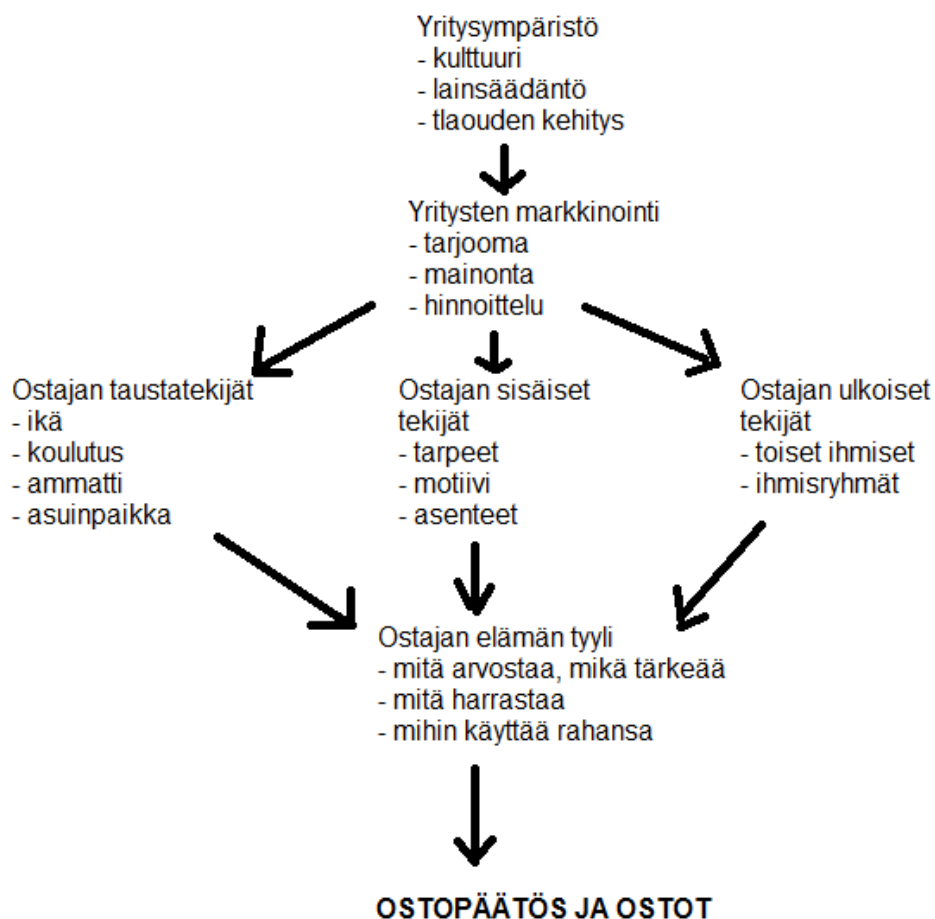 Yritysympäristö
- kulttuuri
- lainsäädäntö
- tlaouden kehitys
Yritysten markkinointi
- tarjooma
- mainonta
- hinnoittelu
Ostajan taustatekijät
- ikä
- koulutus
- ammatti
- asuinpaikka
Ostajan sisäiset
tekijät
- tarpeet
- motiivi
- asenteet
Ostajan ulkoiset
tekijät
- toiset ihmiset
- ihmisryhmät
Ostajan elämän tyyli
- mitä arvostaa, mikä tärkeää
- mitä harrastaa
- mihin käyttää rahansa
OSTOPÄÄTÖS JA OSTOT